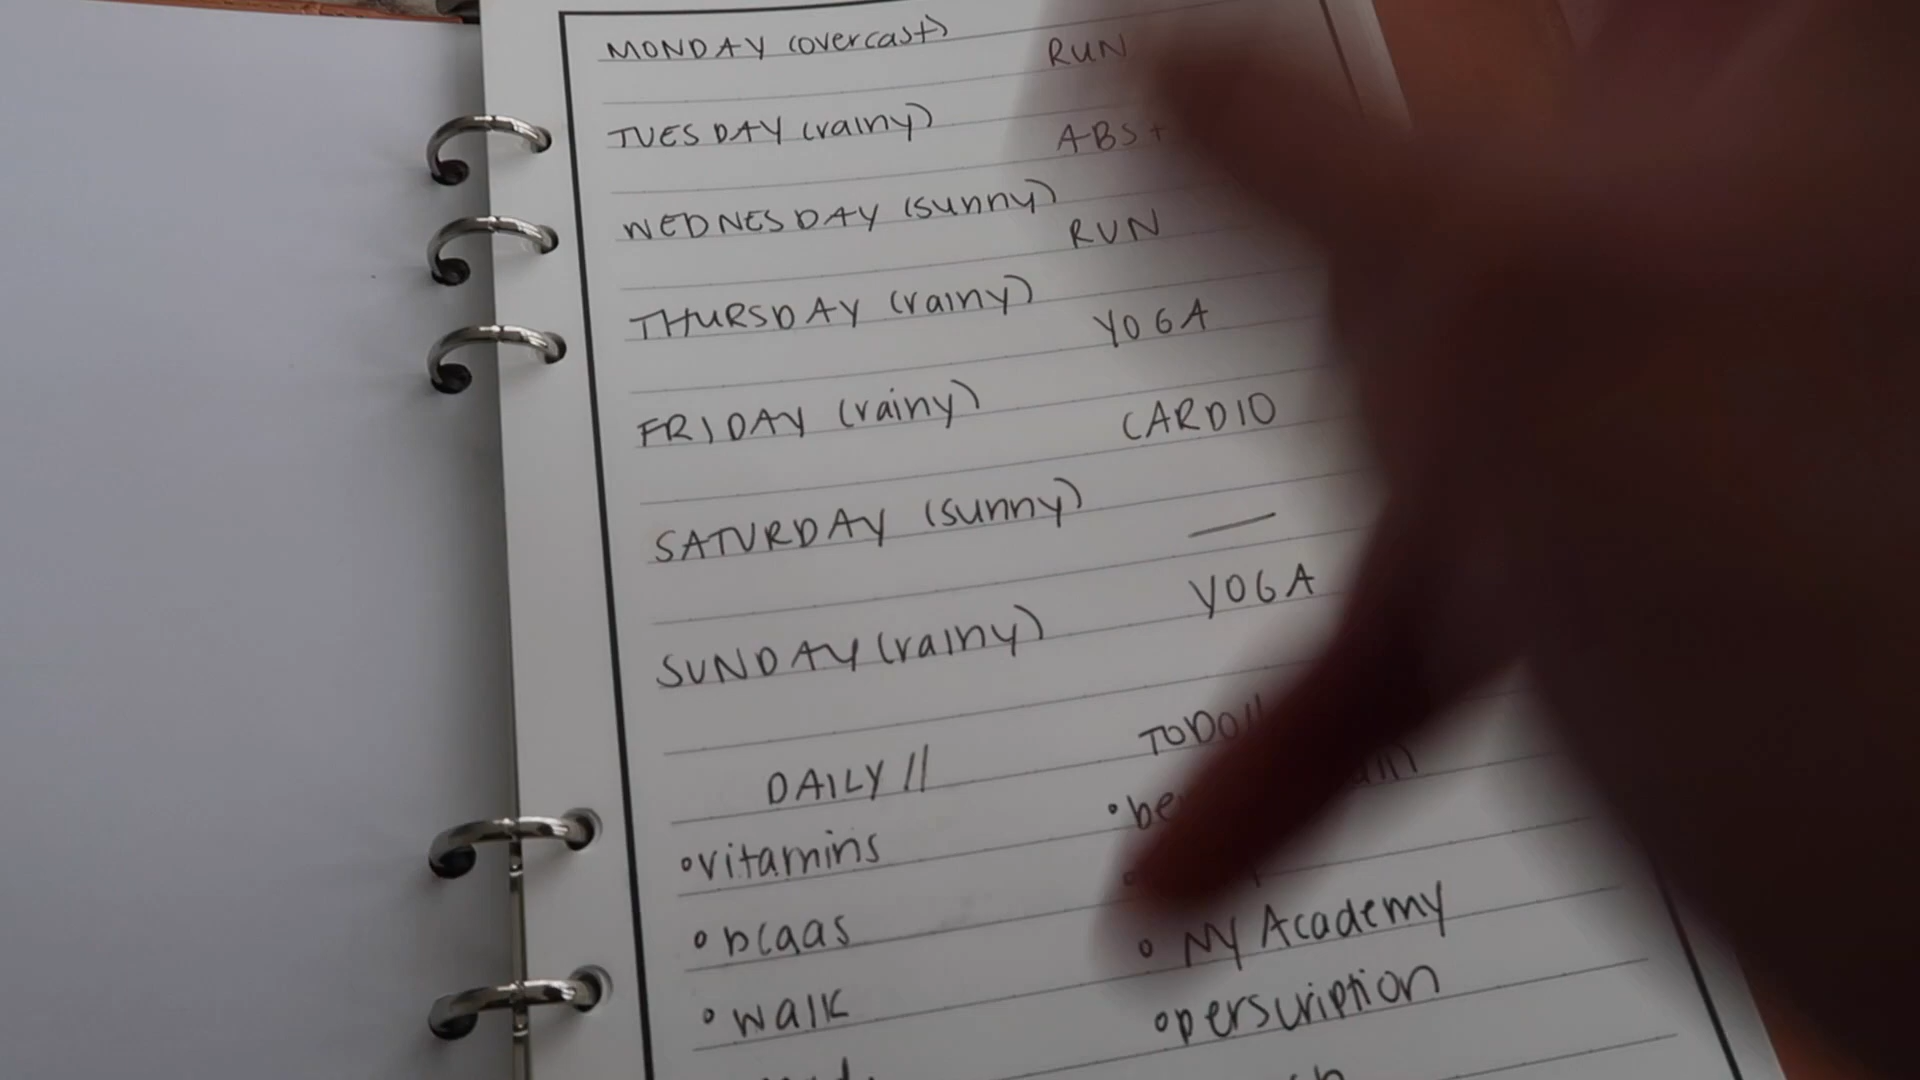 MONDAY (overcast) RUN
TUESDAY (rainy) ABS +
WEDNESDAY (sunny) RUN
THURSDAY (rainy) YOGA
FRIDAY (rainy) CARDIO
SATURDAY (sunny) —
SUNDAY (rainy) YOGA
DAILY //
•vitamins
•bcaas
•walk
TODO//
•MY Academy
•perscription